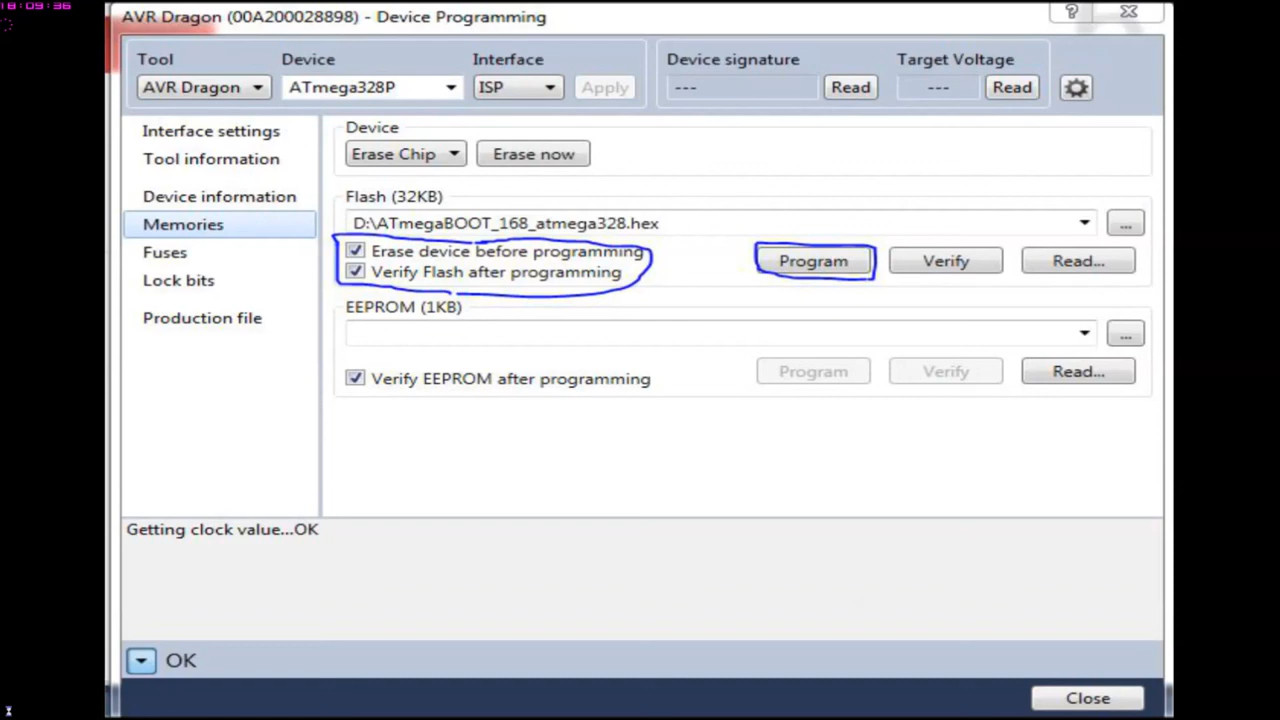 18:09:36
AVR Dragon (00A200028898) - Device Programming
?
Tool Device Interface Device signature Target Voltage
AVR Dragon ATmega328P ISP Apply --- Read --- Read
Interface settings
Tool information
Device information
Memories
Fuses
Lock bits
Production file
Device
Erase Chip Erase now
Flash (32KB)
D:\ATmegaBOOT_168_atmega328.hex ...
Erase device before programming
Verify Flash after programming
Program Verify Read...
EEPROM (1KB)
...
Verify EEPROM after programming
Program Verify Read...
Getting clock value...OK
OK
Close